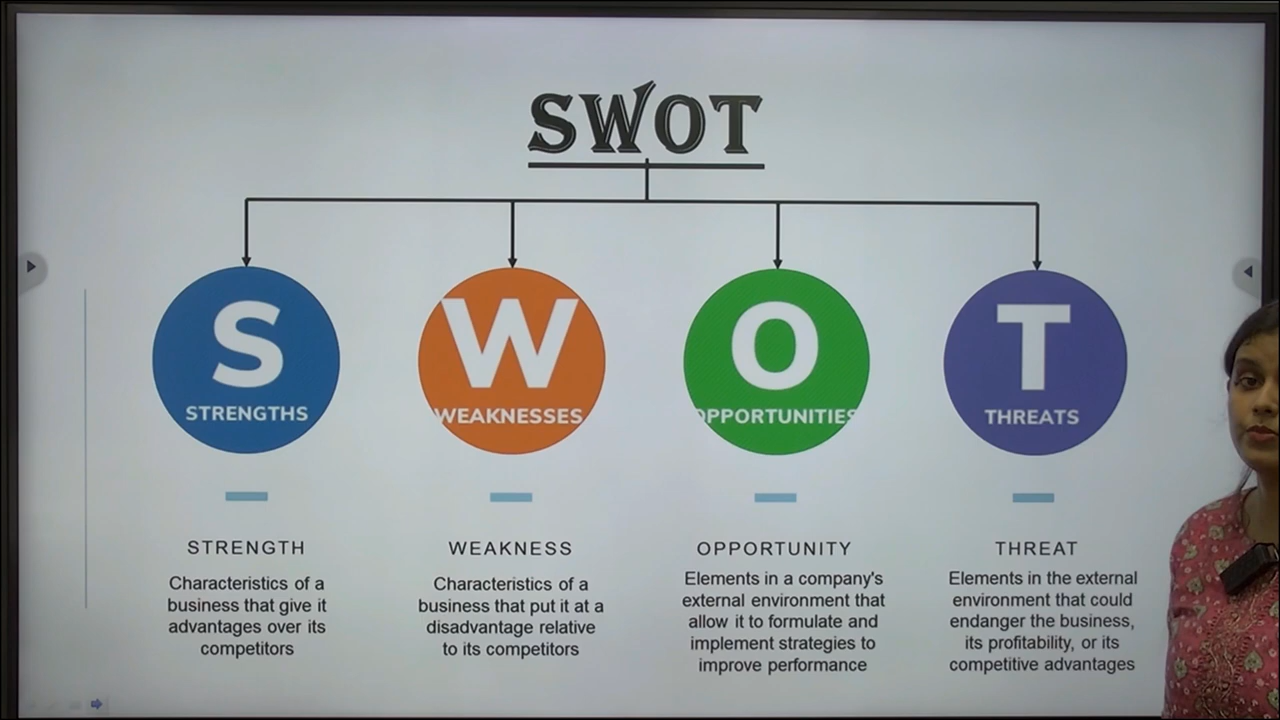 SWOT
S
STRENGTHS
W
WEAKNESSES
O
OPPORTUNITIES
T
THREATS
STRENGTH
Characteristics of a
business that give it
advantages over its
competitors
WEAKNESS
Characteristics of a
business that put it at a
disadvantage relative
to its competitors
OPPORTUNITY
Elements in a company's
external environment that
allow it to formulate and
implement strategies to
improve performance
THREAT
Elements in the external
environment that could
endanger the business,
its profitability, or its
competitive advantages